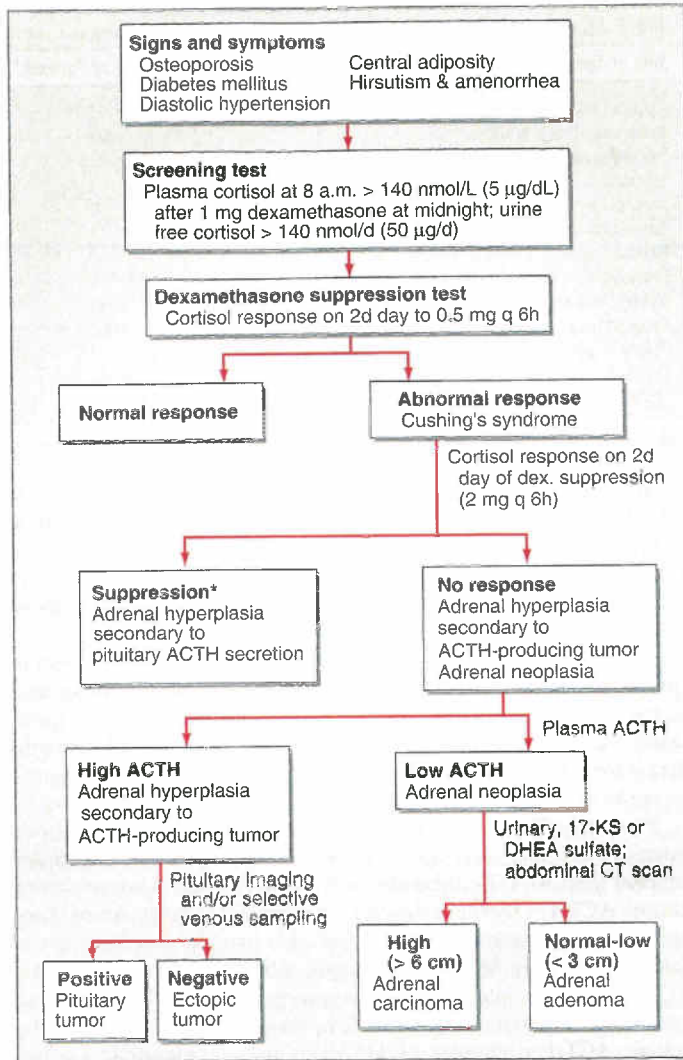 Signs and symptoms
Osteoporosis
Diabetes mellitus
Diastolic hypertension
Central adiposity
Hirsutism & amenorrhea
Screening test
Plasma cortisol at 8 a.m. > 140 nmol/L (5 µg/dL)
after 1 mg dexamethasone at midnight; urine
free cortisol > 140 nmol/d (50 µg/d)
Dexamethasone suppression test
Cortisol response on 2d day to 0.5 mg q 6h
Normal response
Abnormal response
Cushing's syndrome
Cortisol response on 2d
day of dex. suppression
(2 mg q 6h)
Suppression*
Adrenal hyperplasia
secondary to
pituitary ACTH secretion
No response
Adrenal hyperplasia
secondary to
ACTH-producing tumor
Adrenal neoplasia
Plasma ACTH
High ACTH
Adrenal hyperplasia
secondary to
ACTH-producing tumor
Low ACTH
Adrenal neoplasia
Pituitary imaging
and/or selective
venous sampling
Urinary, 17-KS or
DHEA sulfate;
abdominal CT scan
Positive
Pituitary
tumor
Negative
Ectopic
tumor
High
(> 6 cm)
Adrenal
carcinoma
Normal-low
(< 3 cm)
Adrenal
adenoma